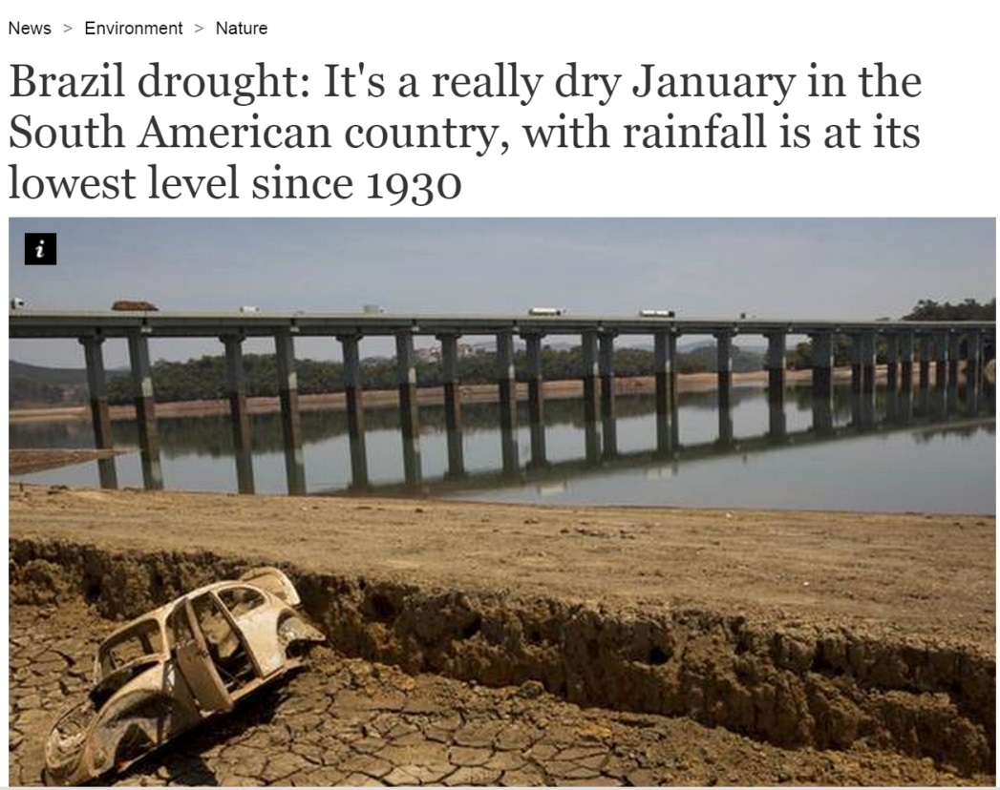 News > Environment > Nature
Brazil drought: It's a really dry January in the
South American country, with rainfall is at its
lowest level since 1930
i